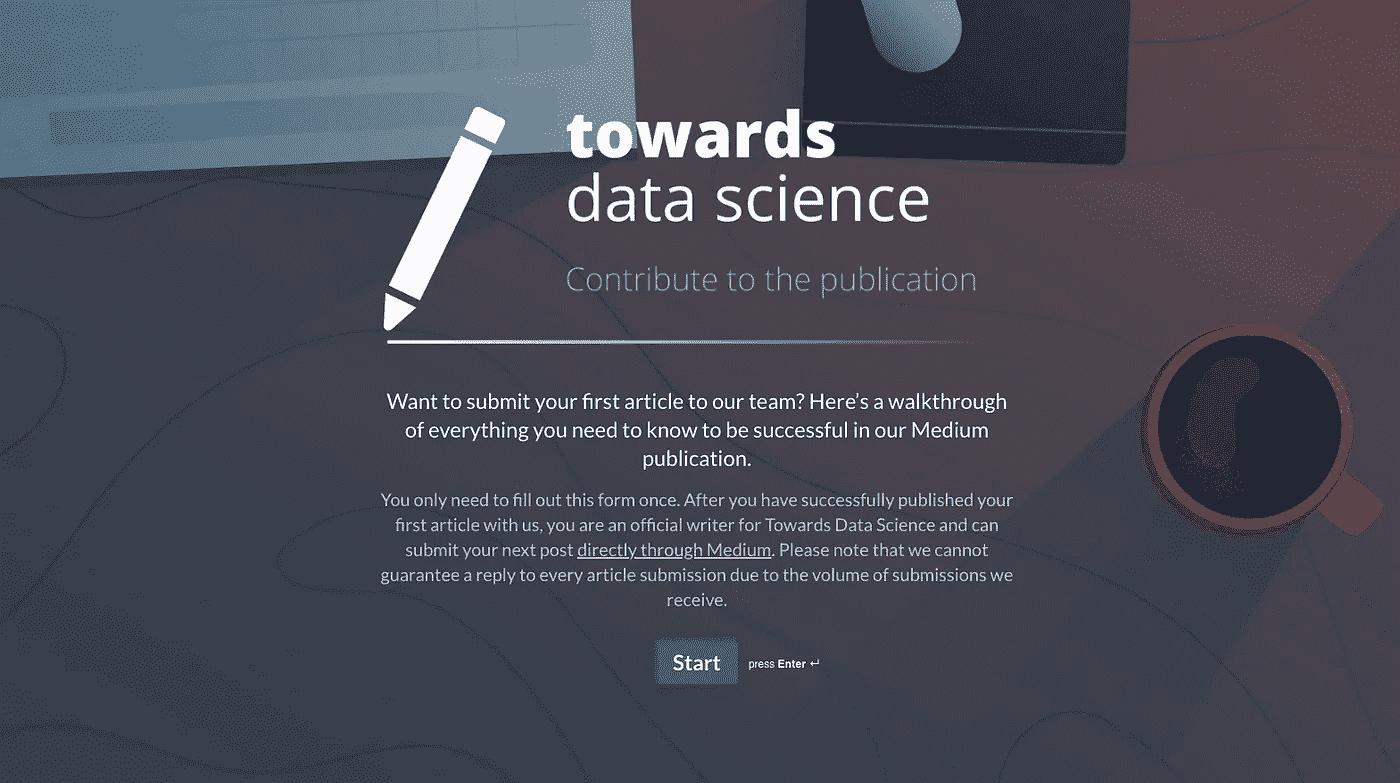 towards
data science
Contribute to the publication
Want to submit your first article to our team? Here's a walkthrough
of everything you need to know to be successful in our Medium
publication.
You only need to fill out this form once. After you have successfully published your
first article with us, you are an official writer for Towards Data Science and can
submit your next post directly through Medium. Please note that we cannot
guarantee a reply to every article submission due to the volume of submissions we
receive.
Start press Enter ↵